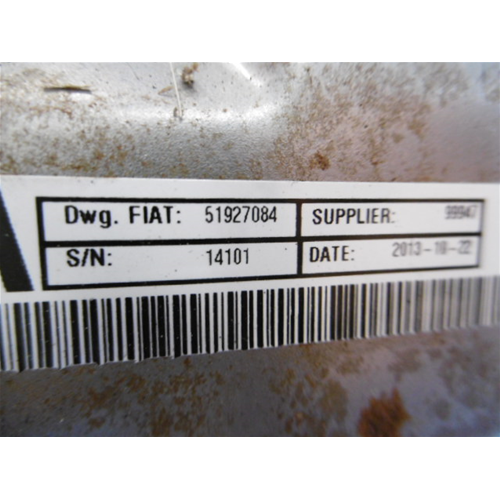 Dwg. FIAT: 51927084 SUPPLIER: 99947
S/N: 14101 DATE: 2013-10-22